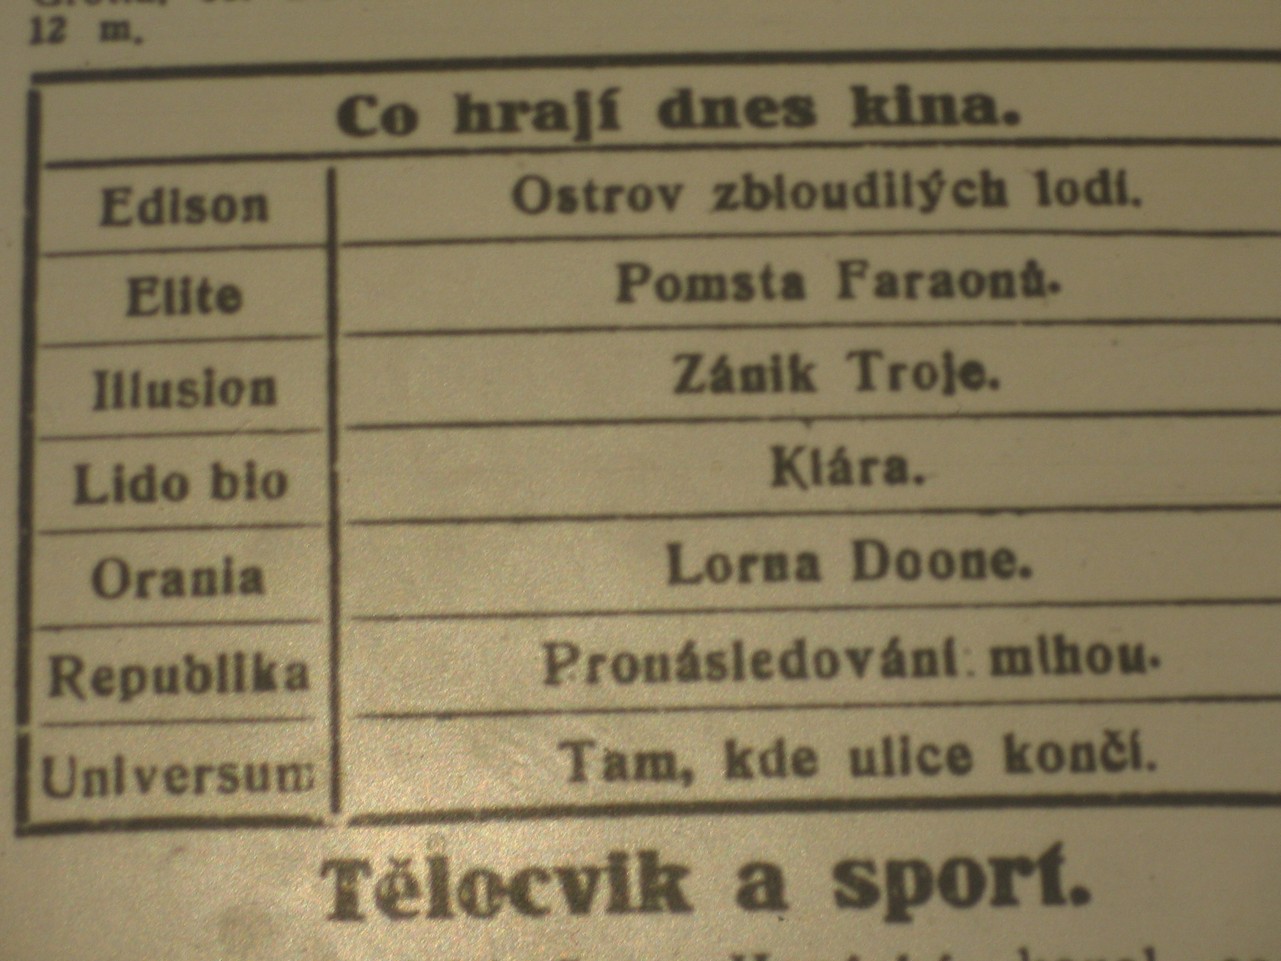 12 m.
Co hrají dnes kina.
Edison Ostrov zbloudilých lodí.
Elite Pomsta Faraonů.
Illusion Zánik Troje.
Lido bio Klára.
Orania Lorna Doone.
Republika Pronásledování mlhou.
Universum Tam, kde ulice končí.
Tělocvik a sport.